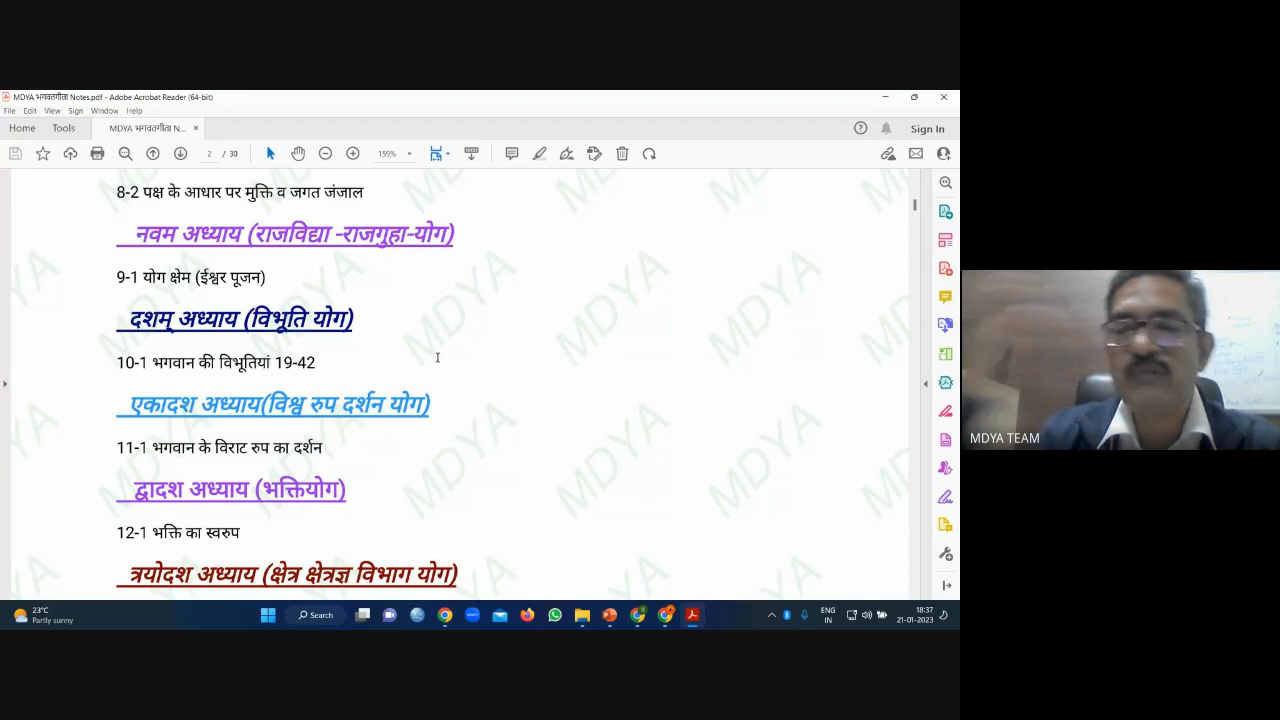 MDYA भगवतगीता Notes.pdf - Adobe Acrobat Reader (64-bit)
File Edit View Sign Window Help
Home Tools MDYA भगवतगीता N... × Sign In
2 / 30 159%
8-2 पक्ष के आधार पर मुक्ति व जगत जंजाल
नवम अध्याय (राजविद्या -राजगुहा-योग)
9-1 योग क्षेम (ईश्वर पूजन)
दशम् अध्याय (विभूति योग)
10-1 भगवान की विभूतियां 19-42
एकादश अध्याय(विश्व रुप दर्शन योग)
11-1 भगवान के विराट रुप का दर्शन
द्वादश अध्याय (भक्तियोग)
12-1 भक्ति का स्वरुप
त्रयोदश अध्याय (क्षेत्र क्षेत्रज्ञ विभाग योग)
MDYA TEAM
23°C
Partly sunny
Search
ENG
IN
18:37
21-01-2023